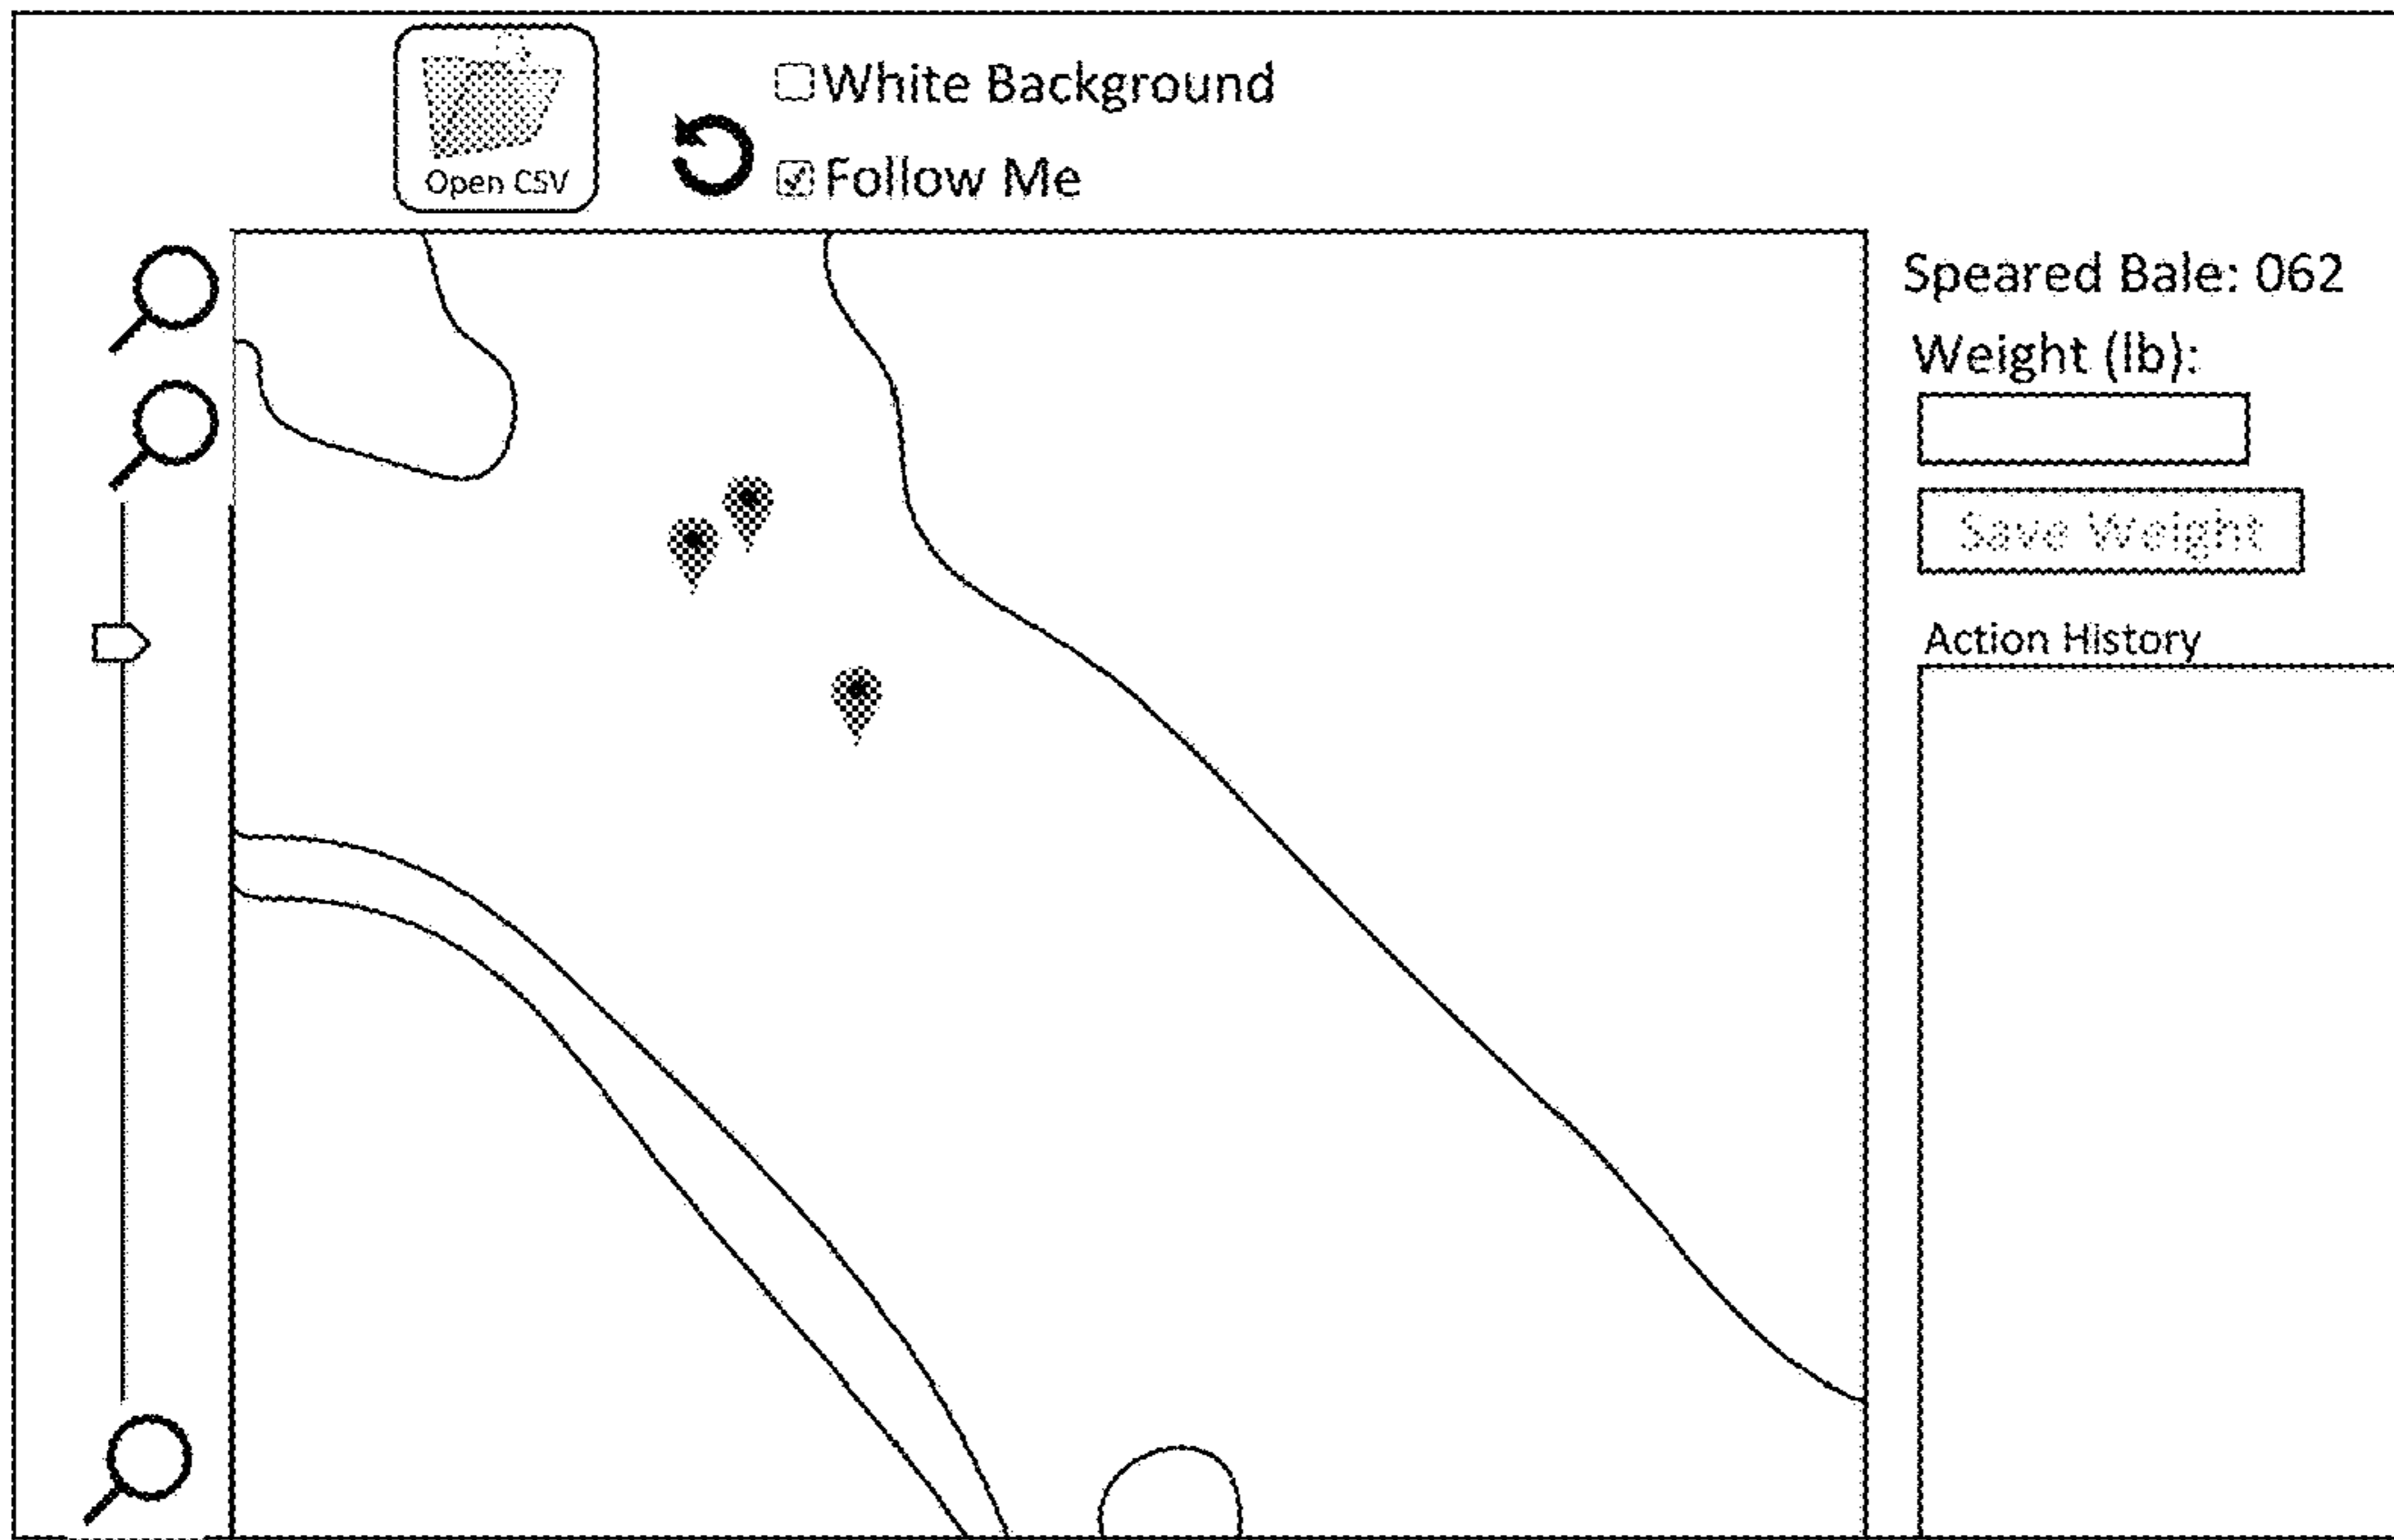 White Background
Open CSV
Follow Me
Speared Bale: 062
Weight (lb):
Save Weight
Action History